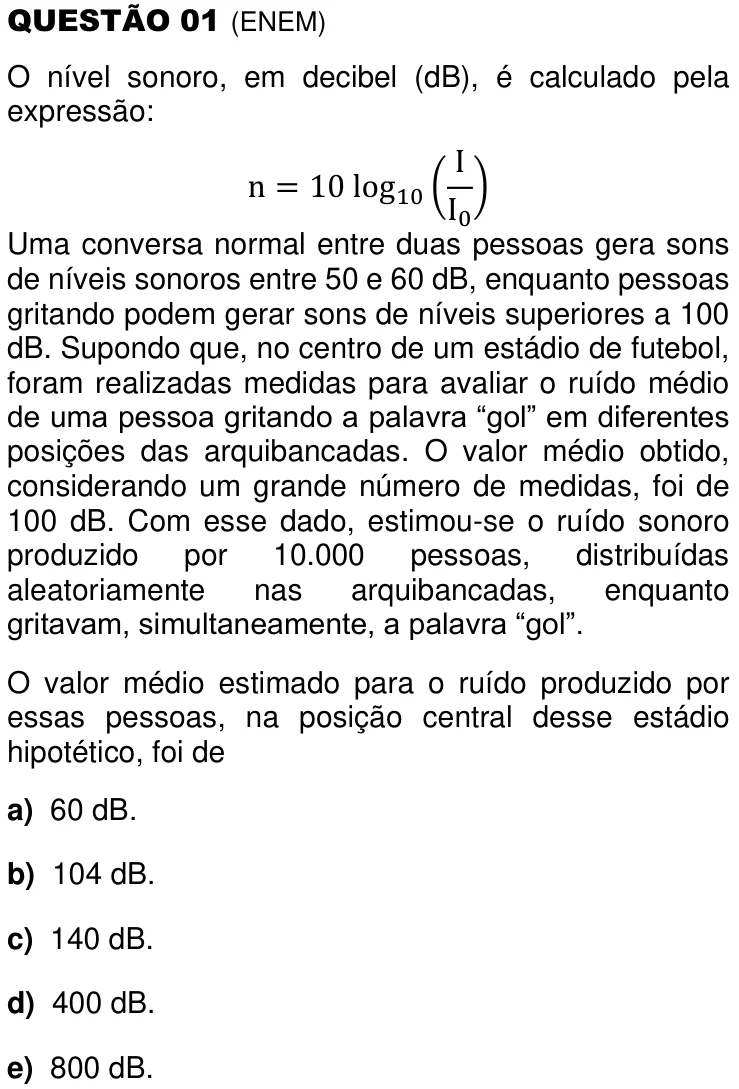 QUESTÃO 01 (ENEM)
O nível sonoro, em decibel (dB), é calculado pela
expressão:
n = 10 log₁₀ (I/I₀)
Uma conversa normal entre duas pessoas gera sons
de níveis sonoros entre 50 e 60 dB, enquanto pessoas
gritando podem gerar sons de níveis superiores a 100
dB. Supondo que, no centro de um estádio de futebol,
foram realizadas medidas para avaliar o ruído médio
de uma pessoa gritando a palavra “gol” em diferentes
posições das arquibancadas. O valor médio obtido,
considerando um grande número de medidas, foi de
100 dB. Com esse dado, estimou-se o ruído sonoro
produzido por 10.000 pessoas, distribuídas
aleatoriamente nas arquibancadas, enquanto
gritavam, simultaneamente, a palavra “gol”.
O valor médio estimado para o ruído produzido por
essas pessoas, na posição central desse estádio
hipotético, foi de
a) 60 dB.
b) 104 dB.
c) 140 dB.
d) 400 dB.
e) 800 dB.